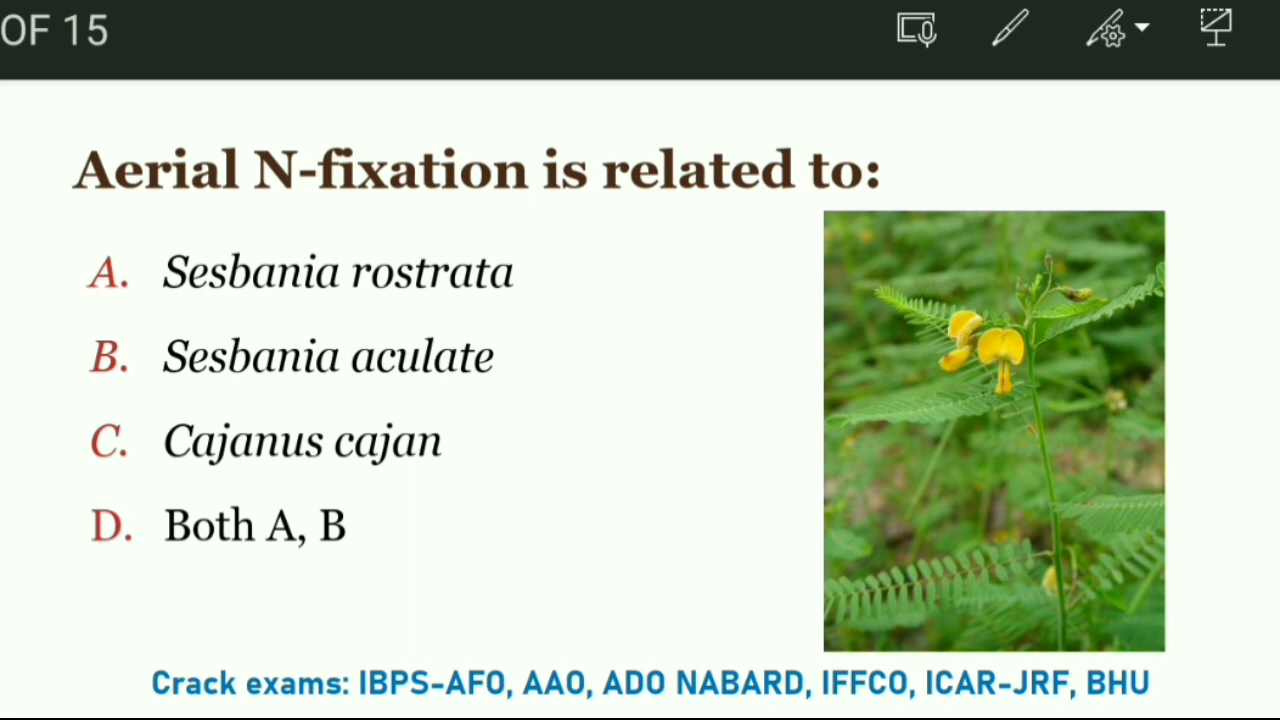 OF 15
Aerial N-fixation is related to:
A. Sesbania rostrata
B. Sesbania aculate
C. Cajanus cajan
D. Both A, B
Crack exams: IBPS-AFO, AAO, ADO NABARD, IFFCO, ICAR-JRF, BHU